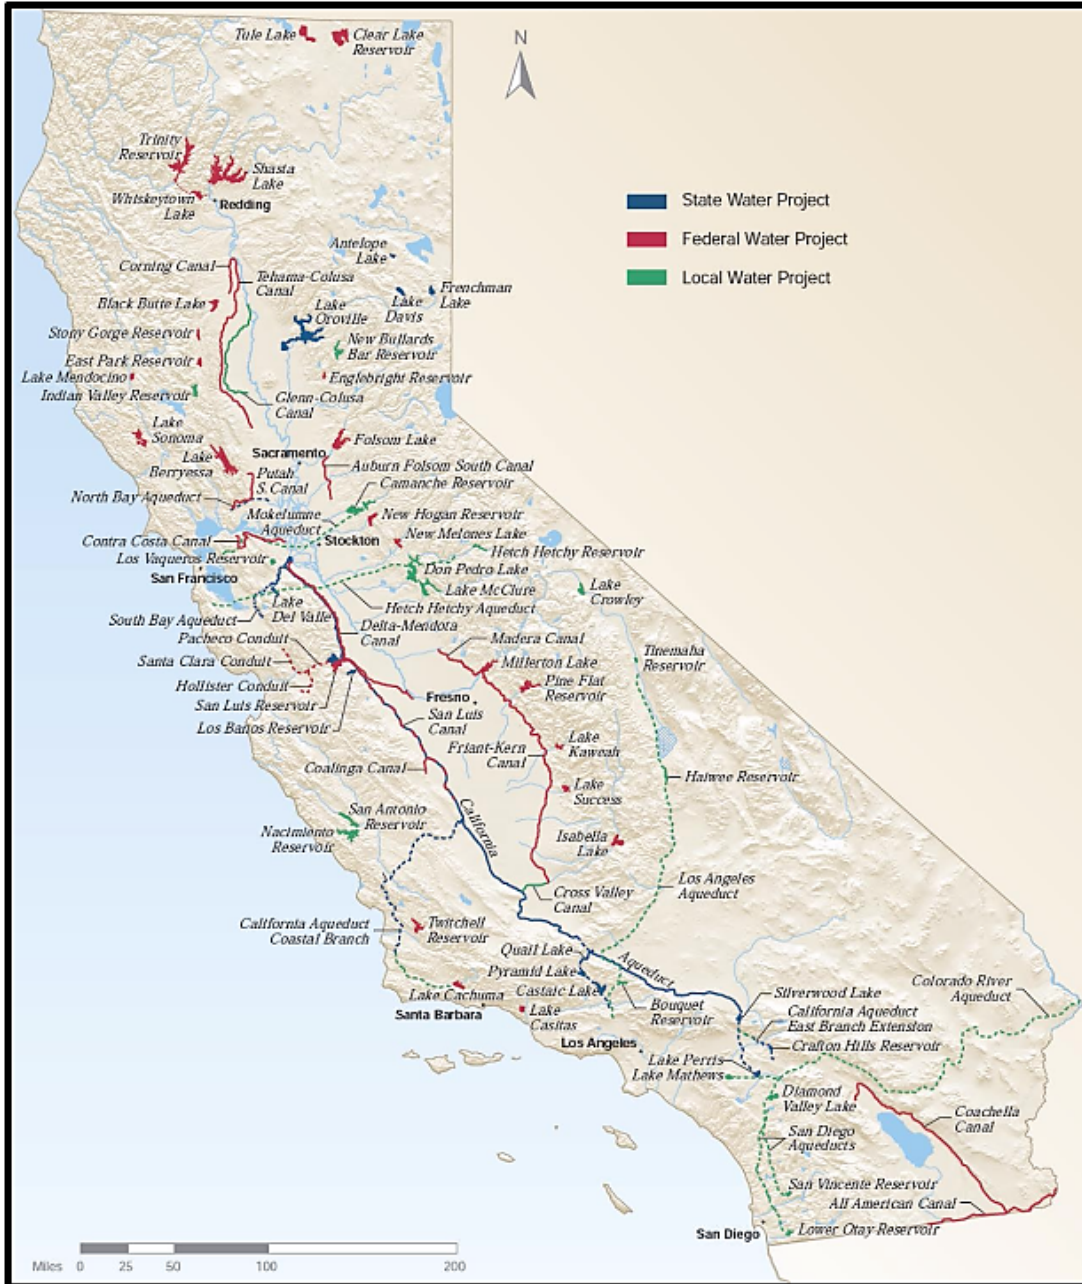 Tule Lake
Clear Lake
Reservoir
N
Trinity
Reservoir
Shasta
Lake
Whiskeytown
Lake
Redding
State Water Project
Federal Water Project
Local Water Project
Antelope
Lake
Corning Canal
Tehama-Colusa
Canal
Frenchman
Lake
Lake
Davis
Black Butte Lake
Lake
Oroville
Stony Gorge Reservoir
New Bullards
Bar Reservoir
East Park Reservoir
Lake Mendocino
Englebright Reservoir
Indian Valley Reservoir
Glenn-Colusa
Canal
Lake
Sonoma
Folsom Lake
Lake
Berryessa
Sacramento
Auburn Folsom South Canal
Putah
S. Canal
Camanche Reservoir
North Bay Aqueduct
Mokelumne
Aqueduct
New Hogan Reservoir
Contra Costa Canal
Stockton
New Melones Lake
Los Vaqueros Reservoir
Hetch Hetchy Reservoir
San Francisco
Don Pedro Lake
Lake McClure
Lake
Crowley
Lake
Del Valle
Hetch Hetchy Aqueduct
South Bay Aqueduct
Delta-Mendota
Canal
Pacheco Conduit
Madera Canal
Tinemaha
Reservoir
Santa Clara Conduit
Millerton Lake
Hollister Conduit
Pine Flat
Reservoir
San Luis Reservoir
Fresno
Los Banos Reservoir
San Luis
Canal
Friant-Kern
Canal
Lake
Kaweah
Coalinga Canal
Haiwee Reservoir
Lake
Success
San Antonio
Reservoir
California
Nacimiento
Reservoir
Isabella
Lake
Cross Valley
Canal
Los Angeles
Aqueduct
California Aqueduct
Coastal Branch
Twitchell
Reservoir
Quail Lake
Aqueduct
Pyramid Lake
Castaic Lake
Colorado River
Aqueduct
Lake Cachuma
Bouquet
Reservoir
Silverwood Lake
Santa Barbara
Lake
Casitas
California Aqueduct
East Branch Extension
Los Angeles
Crafton Hills Reservoir
Lake Perris
Lake Mathews
Diamond
Valley Lake
Coachella
Canal
San Diego
Aqueducts
San Vincente Reservoir
All American Canal
San Diego
Lower Otay Reservoir
Miles 0 25 50 100 200